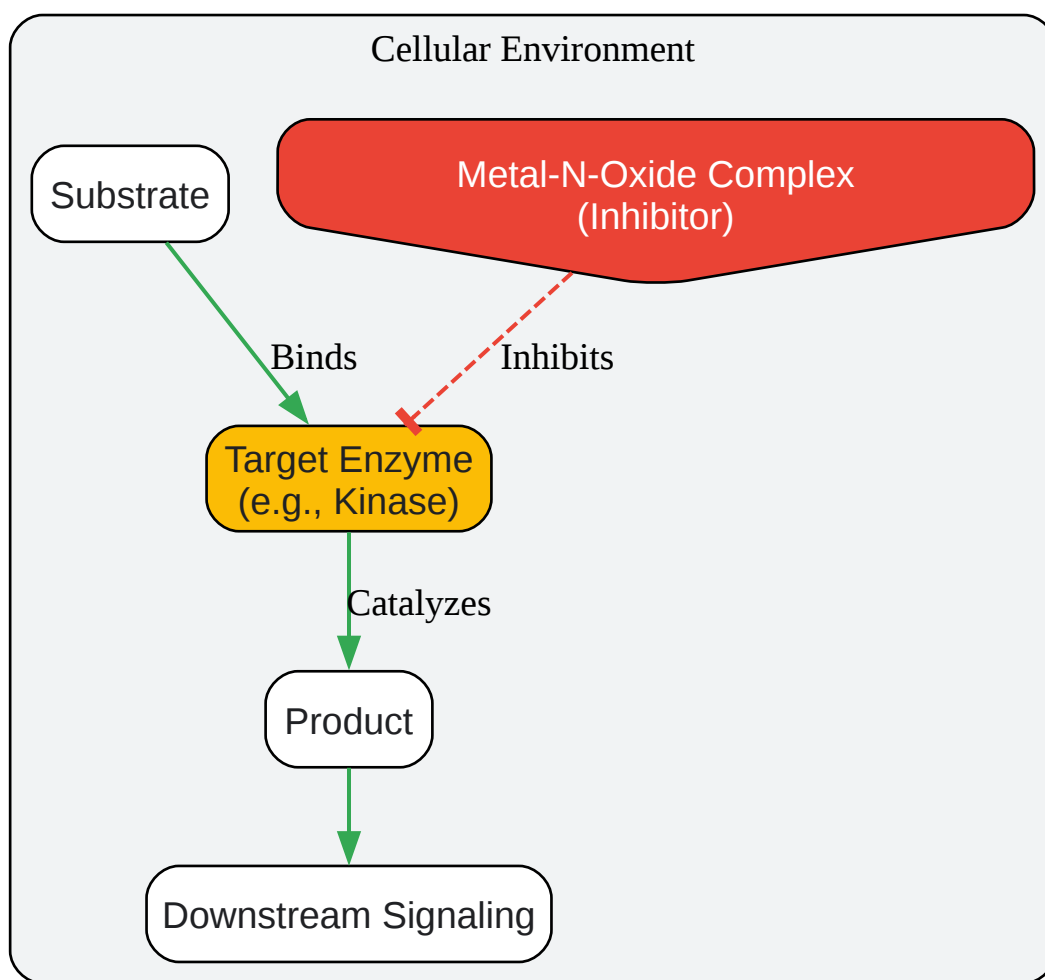 Cellular Environment
Substrate
Metal-N-Oxide Complex
(Inhibitor)
Binds
Inhibits
Target Enzyme
(e.g., Kinase)
Catalyzes
Product
Downstream Signaling